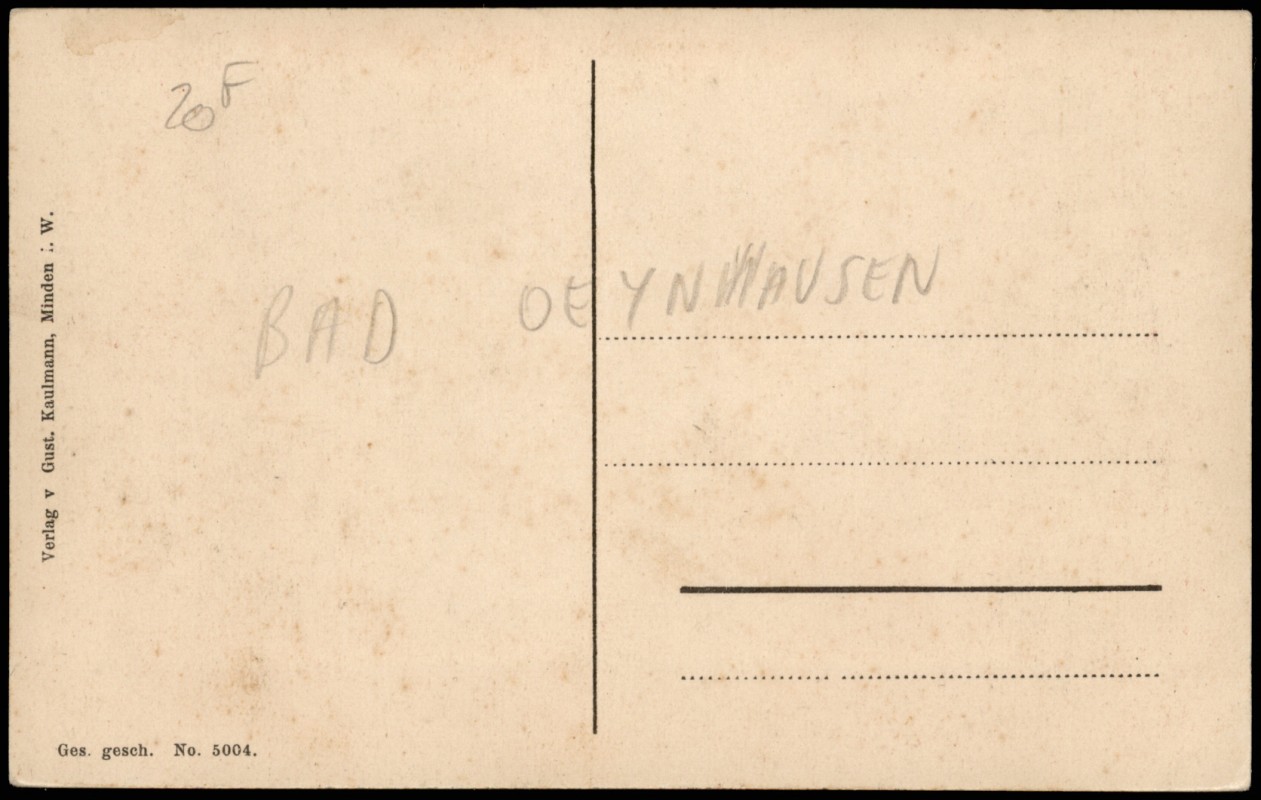 20F
BAD OEYNHAUSEN
Verlag v Gust. Kaulmann, Minden i. W.
Ges. gesch. No. 5004.